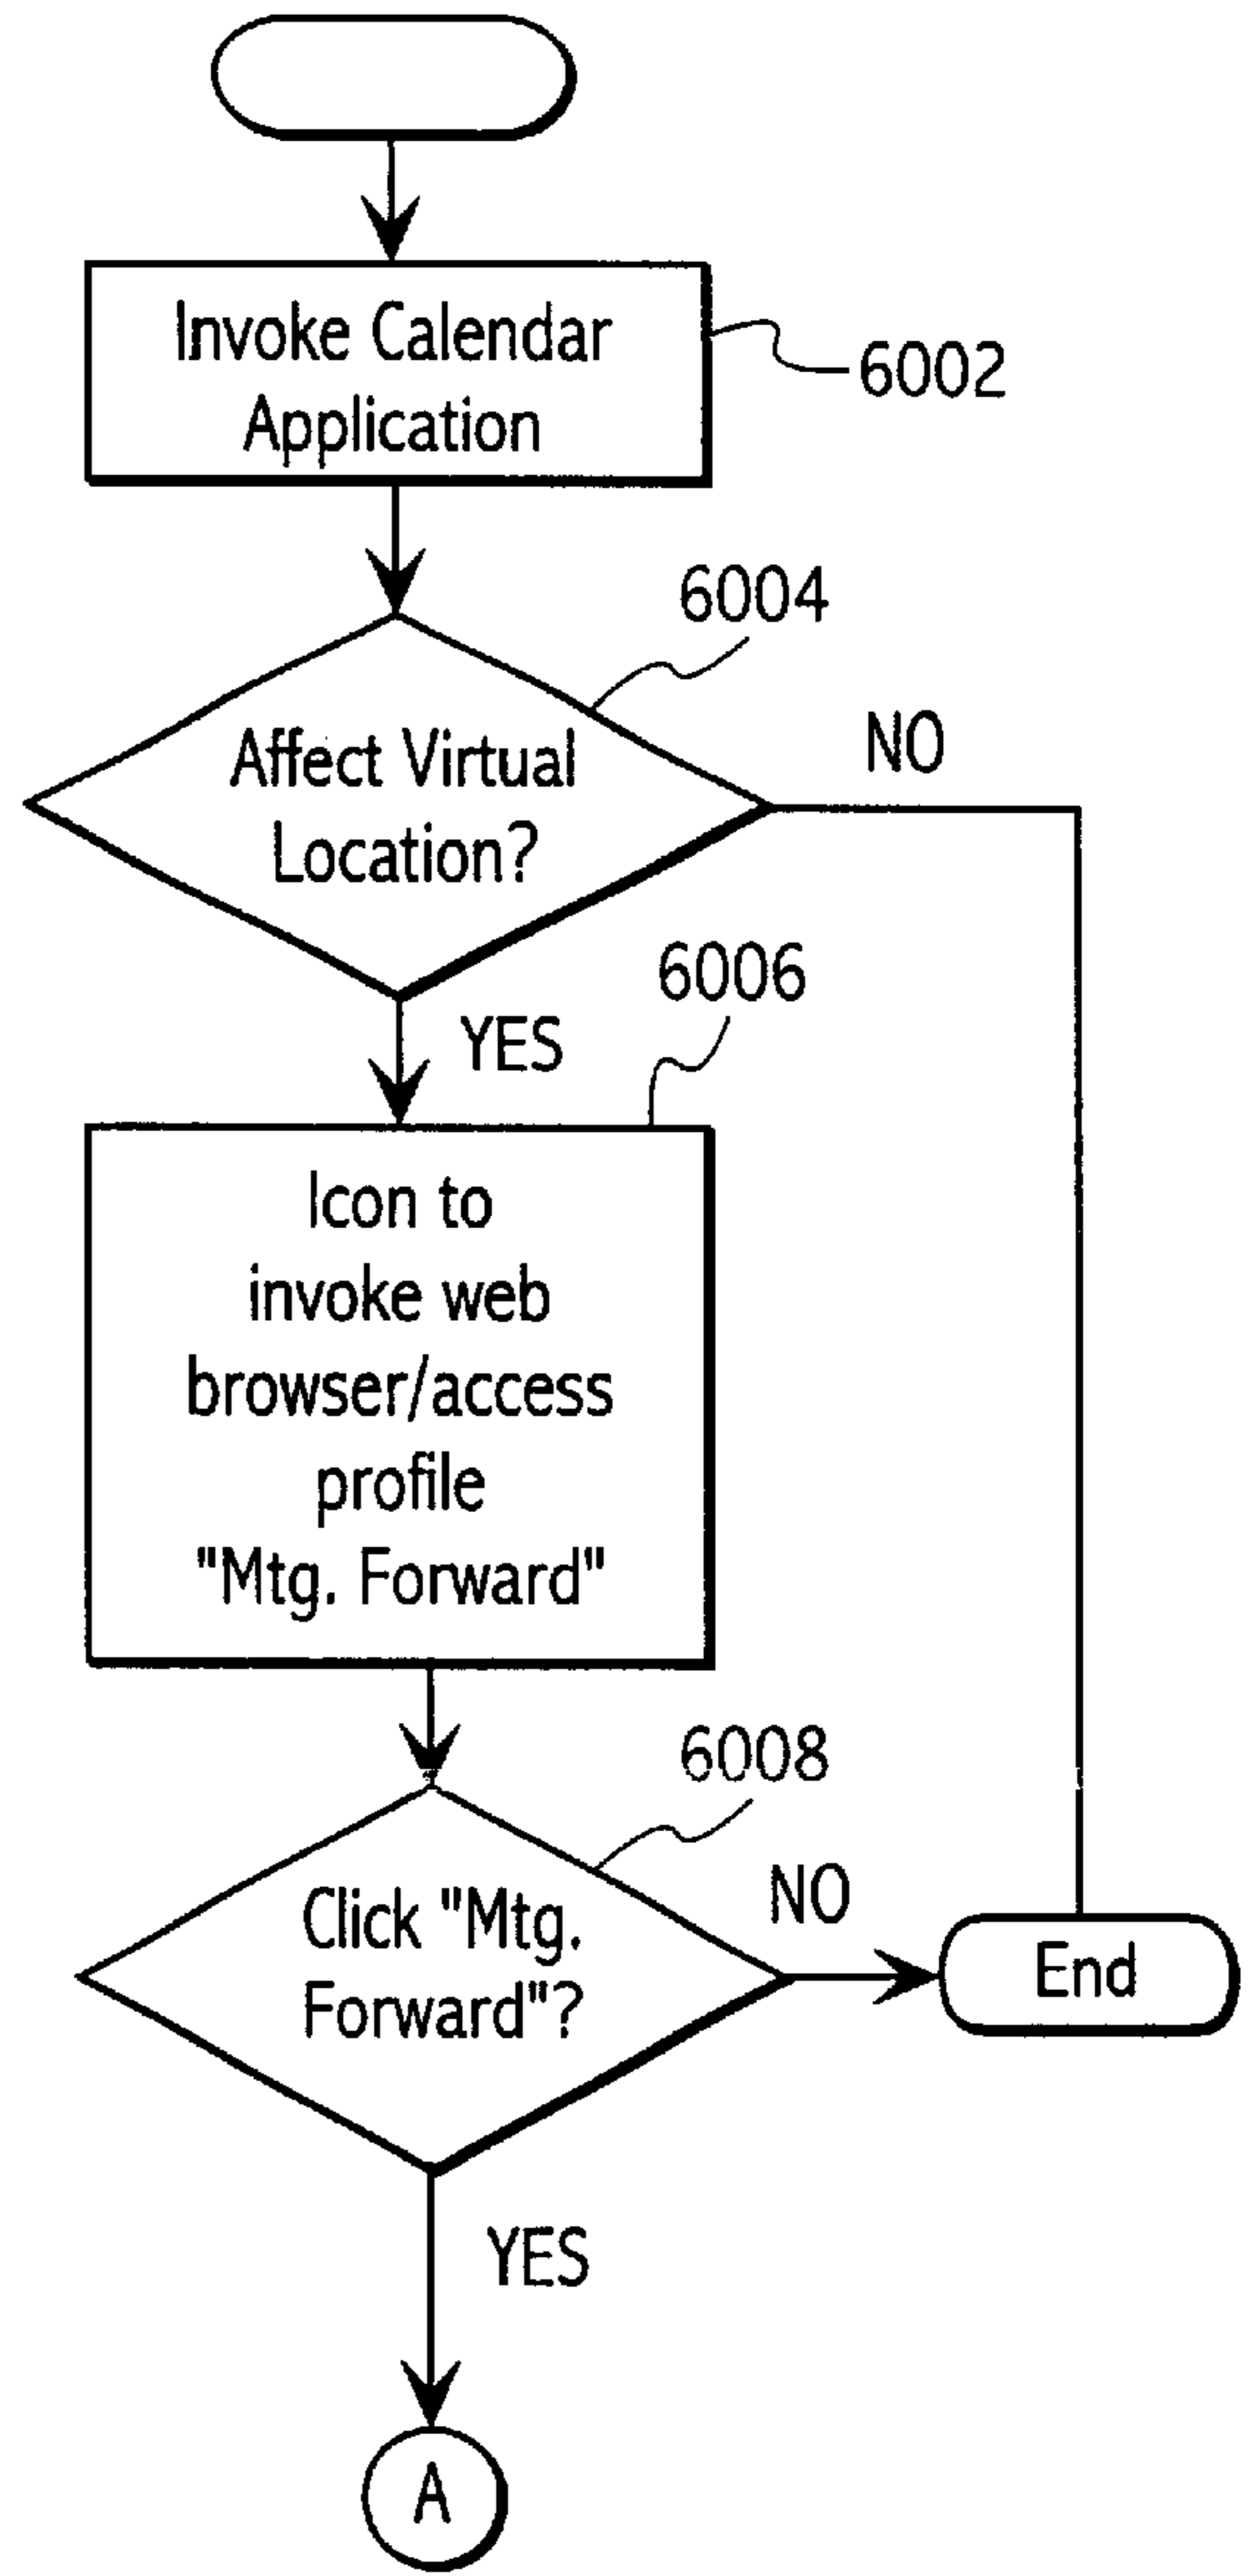 Invoke Calendar
Application
6002
6004
Affect Virtual
Location?
NO
YES
6006
Icon to
invoke web
browser/access
profile
"Mtg. Forward"
6008
Click "Mtg.
Forward"?
NO
End
YES
A